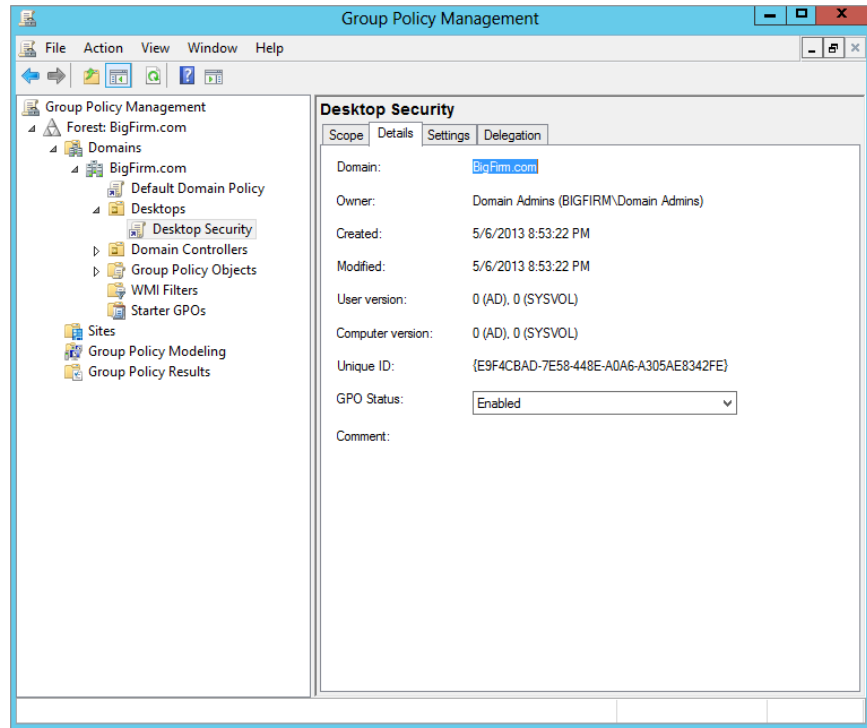 Group Policy Management
File Action View Window Help
Group Policy Management
Forest: BigFirm.com
Domains
BigFirm.com
Default Domain Policy
Desktops
Desktop Security
Domain Controllers
Group Policy Objects
WMI Filters
Starter GPOs
Sites
Group Policy Modeling
Group Policy Results
Desktop Security
Scope Details Settings Delegation
Domain: BigFirm.com
Owner: Domain Admins (BIGFIRM\Domain Admins)
Created: 5/6/2013 8:53:22 PM
Modified: 5/6/2013 8:53:22 PM
User version: 0 (AD), 0 (SYSVOL)
Computer version: 0 (AD), 0 (SYSVOL)
Unique ID: {E9F4CBAD-7E58-448E-A0A6-A305AE8342FE}
GPO Status: Enabled
Comment: